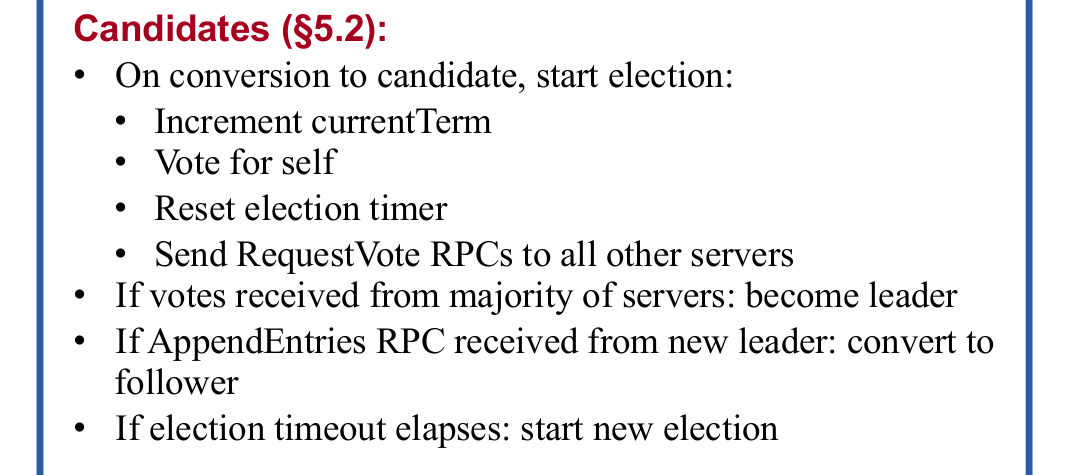 Candidates (§5.2):
• On conversion to candidate, start election:
• Increment currentTerm
• Vote for self
• Reset election timer
• Send RequestVote RPCs to all other servers
• If votes received from majority of servers: become leader
• If AppendEntries RPC received from new leader: convert to
follower
• If election timeout elapses: start new election